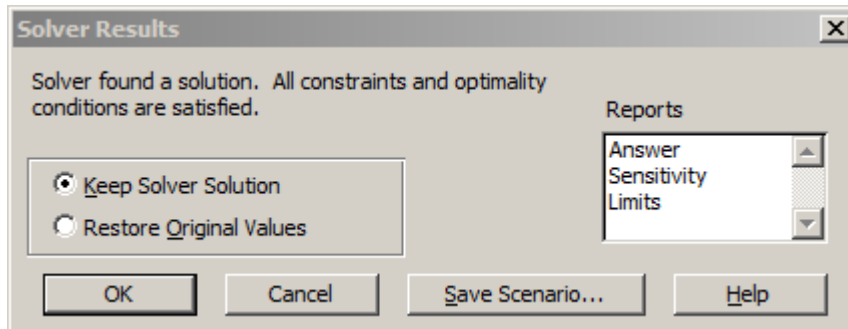 Solver Results
Solver found a solution.  All constraints and optimality
conditions are satisfied.
Reports
Answer
Sensitivity
Limits
Keep Solver Solution
Restore Original Values
OK Cancel Save Scenario... Help